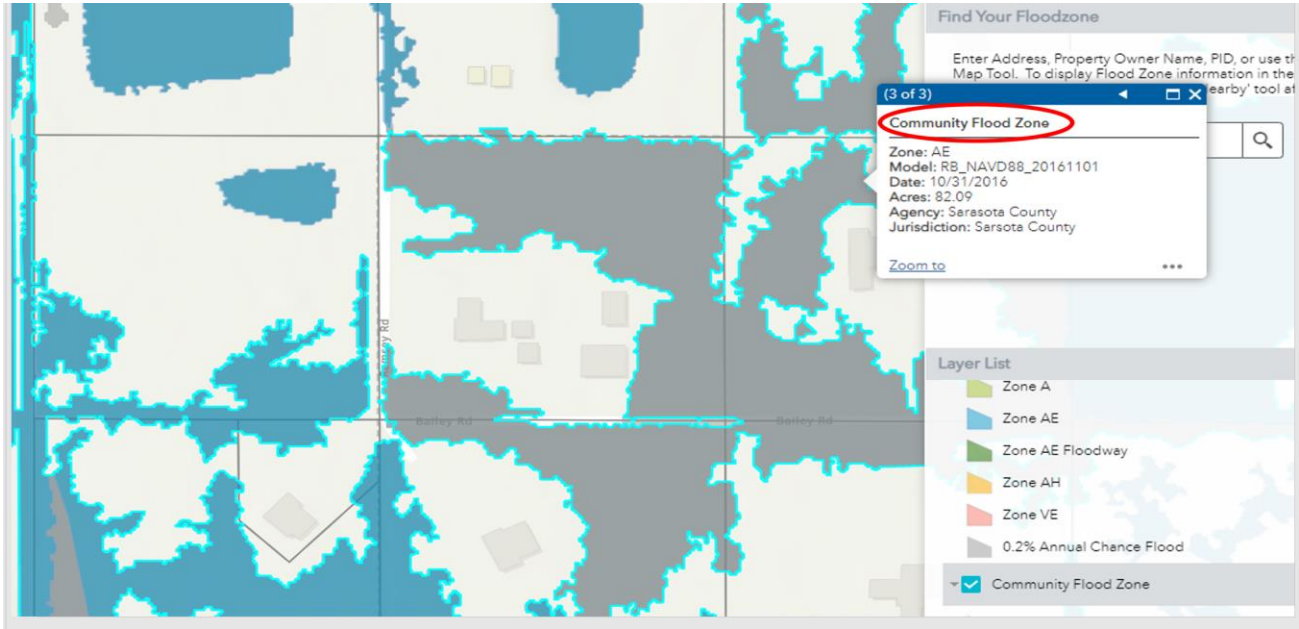 Find Your Floodzone
Enter Address, Property Owner Name, PID, or use th
Map Tool. To display Flood Zone information in the
earby' tool at
(3 of 3)
Community Flood Zone
Zone: AE
Model: RB_NAVD88_20161101
Date: 10/31/2016
Acres: 82.09
Agency: Sarasota County
Jurisdiction: Sarsota County
Zoom to
Rd
Bailey Rd
Bailey Rd
Layer List
Zone A
Zone AE
Zone AE Floodway
Zone AH
Zone VE
0.2% Annual Chance Flood
Community Flood Zone